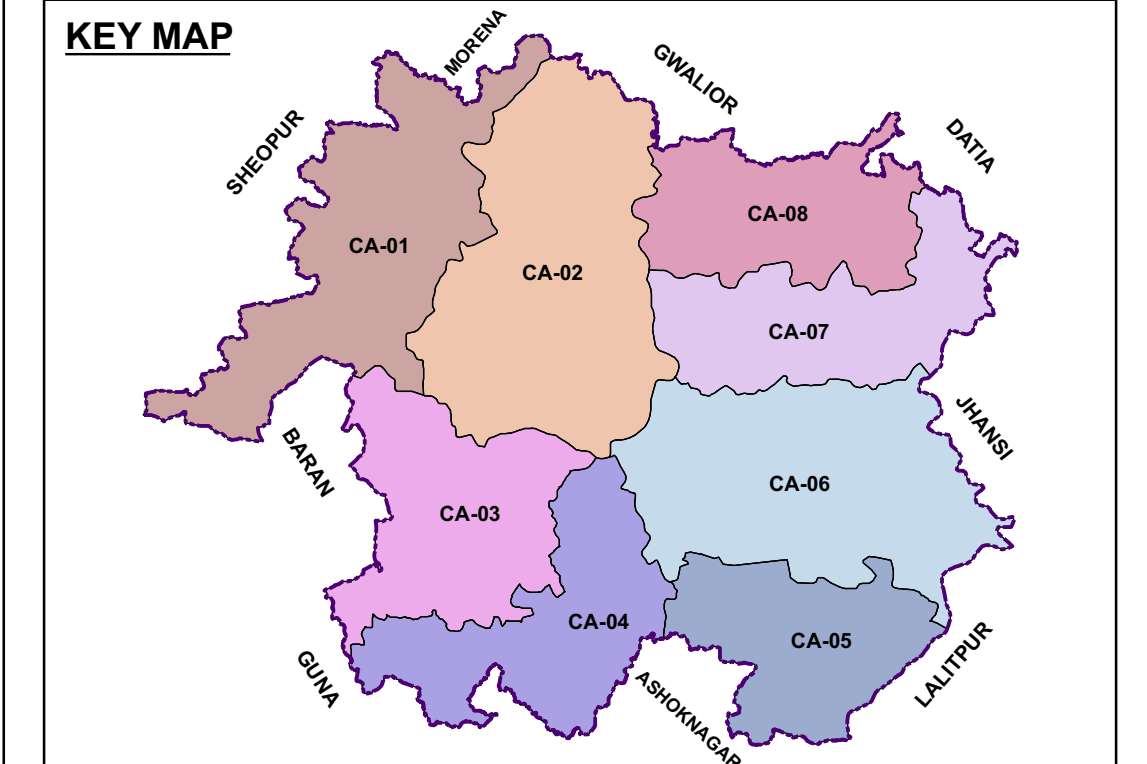 KEY MAP
MORENA
GWALIOR
SHEOPUR
DATIA
CA-08
CA-01
CA-02
CA-07
JHANSI
BARAN
CA-06
CA-03
CA-04
CA-05
GUNA
ASHOKNAGAR
LALITPUR